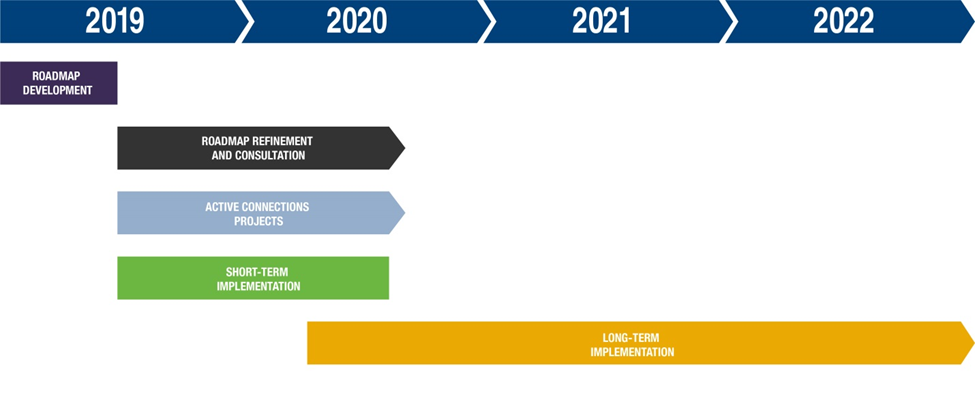 2019 2020 2021 2022
ROADMAP
DEVELOPMENT
ROADMAP REFINEMENT
AND CONSULTATION
ACTIVE CONNECTIONS
PROJECTS
SHORT-TERM
IMPLEMENTATION
LONG-TERM
IMPLEMENTATION